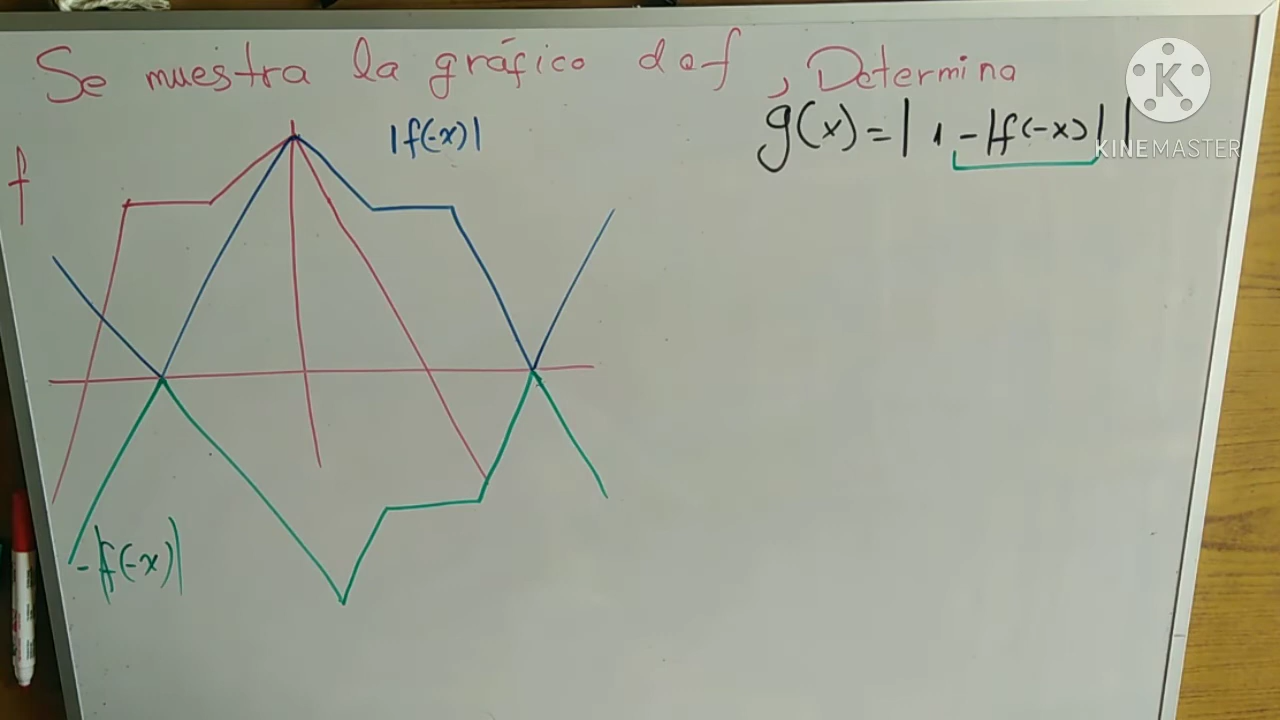 Se muestra la gráfico de f, Determina
g(x)=| 1 -|f(-x)||
KINEMASTER
f
|f(-x)|
-|f(-x)|